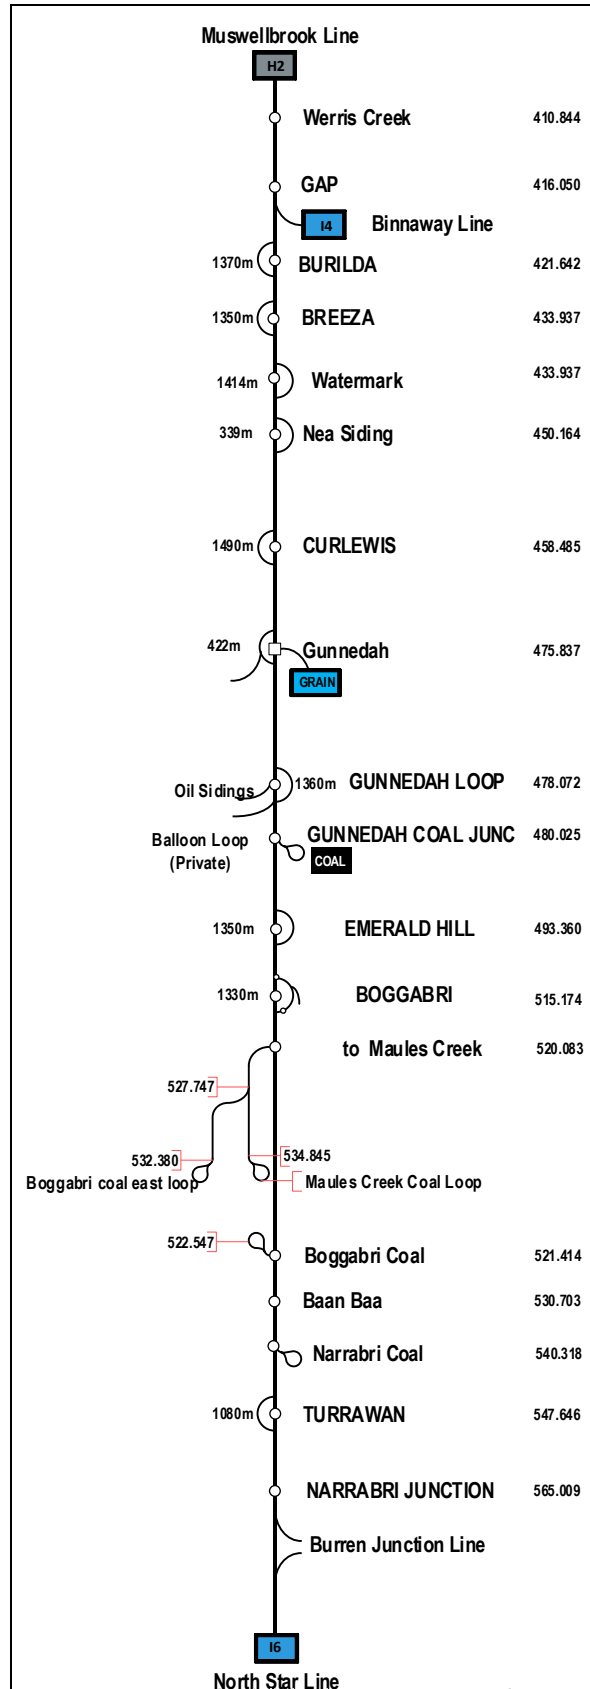 Muswellbrook Line
H2
Werris Creek 410.844
GAP 416.050
I4 Binnaway Line
1370m BURILDA 421.642
1350m BREEZA 433.937
1414m Watermark 433.937
339m Nea Siding 450.164
1490m CURLEWIS 458.485
422m Gunnedah 475.837
GRAIN
Oil Sidings 1360m GUNNEDAH LOOP 478.072
Balloon Loop (Private) GUNNEDAH COAL JUNC 480.025
COAL
1350m EMERALD HILL 493.360
1330m BOGGABRI 515.174
to Maules Creek 520.083
527.747
532.380 534.845
Boggabri coal east loop Maules Creek Coal Loop
522.547 Boggabri Coal 521.414
Baan Baa 530.703
Narrabri Coal 540.318
1080m TURRAWAN 547.646
NARRABRI JUNCTION 565.009
Burren Junction Line
I6
North Star Line